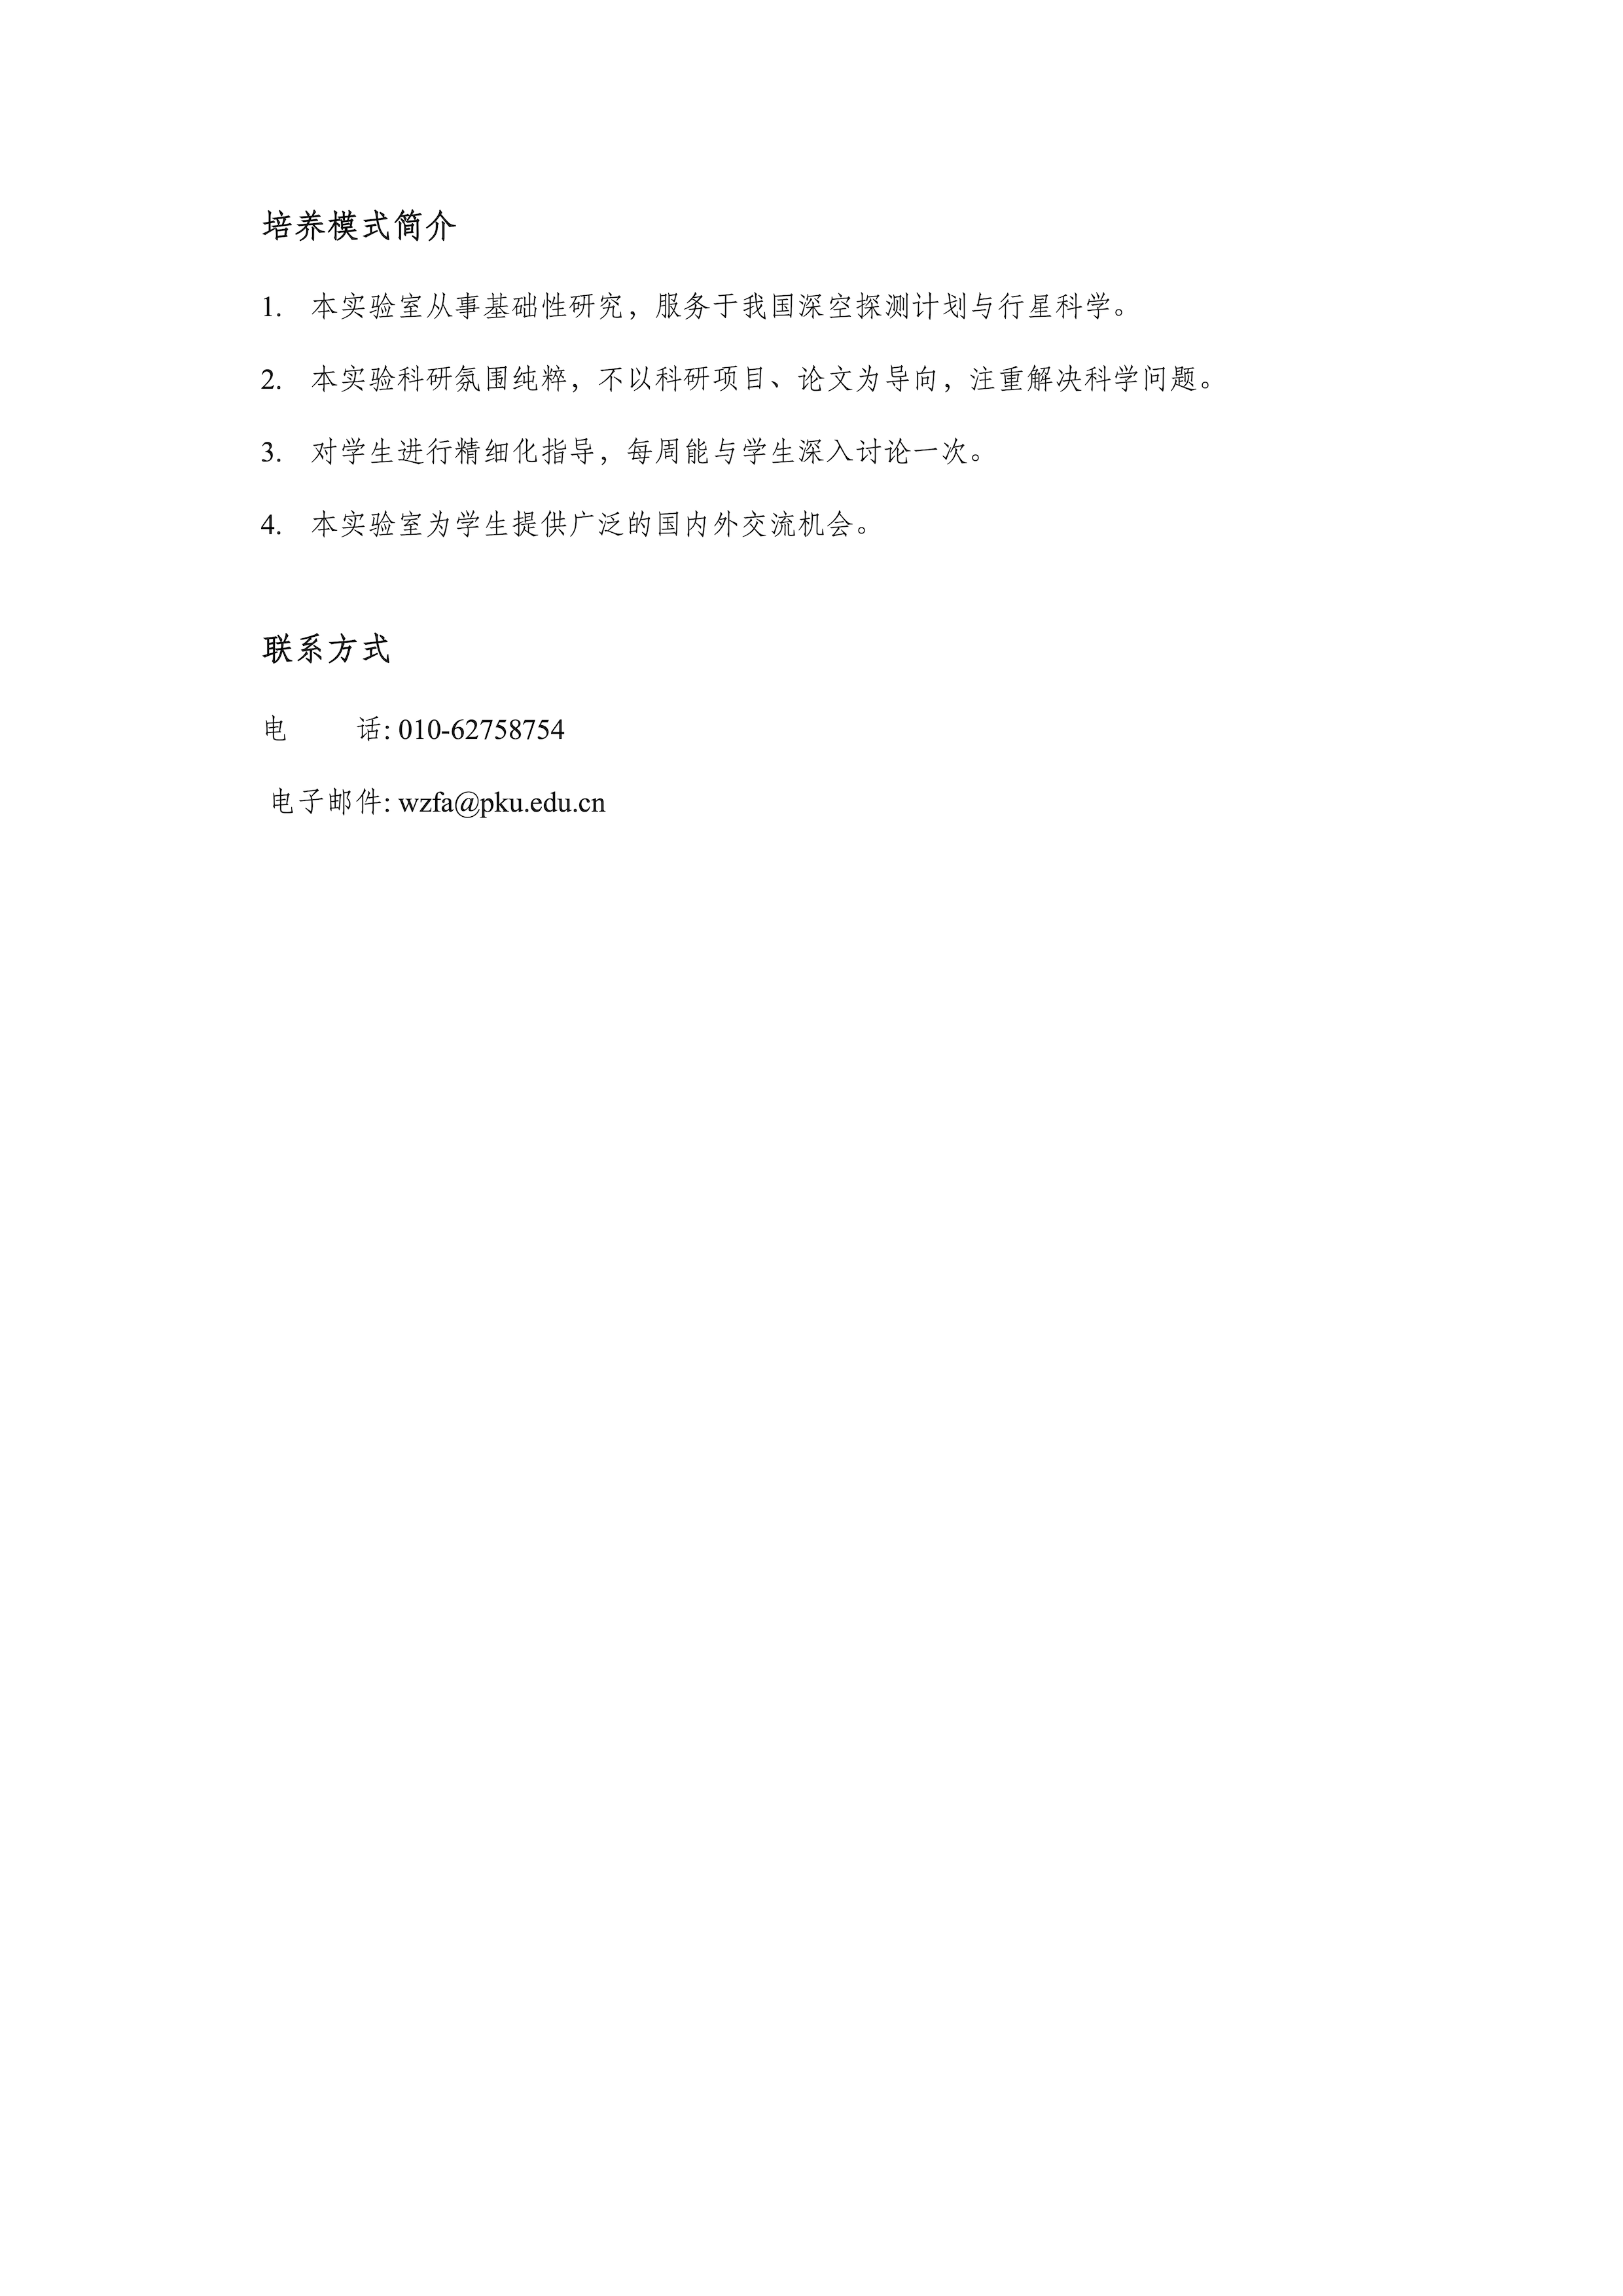 培养模式简介
1. 本实验室从事基础性研究，服务于我国深空探测计划与行星科学。
2. 本实验科研氛围纯粹，不以科研项目、论文为导向，注重解决科学问题。
3. 对学生进行精细化指导，每周能与学生深入讨论一次。
4. 本实验室为学生提供广泛的国内外交流机会。
联系方式
电 话: 010-62758754
电子邮件: wzfa@pku.edu.cn